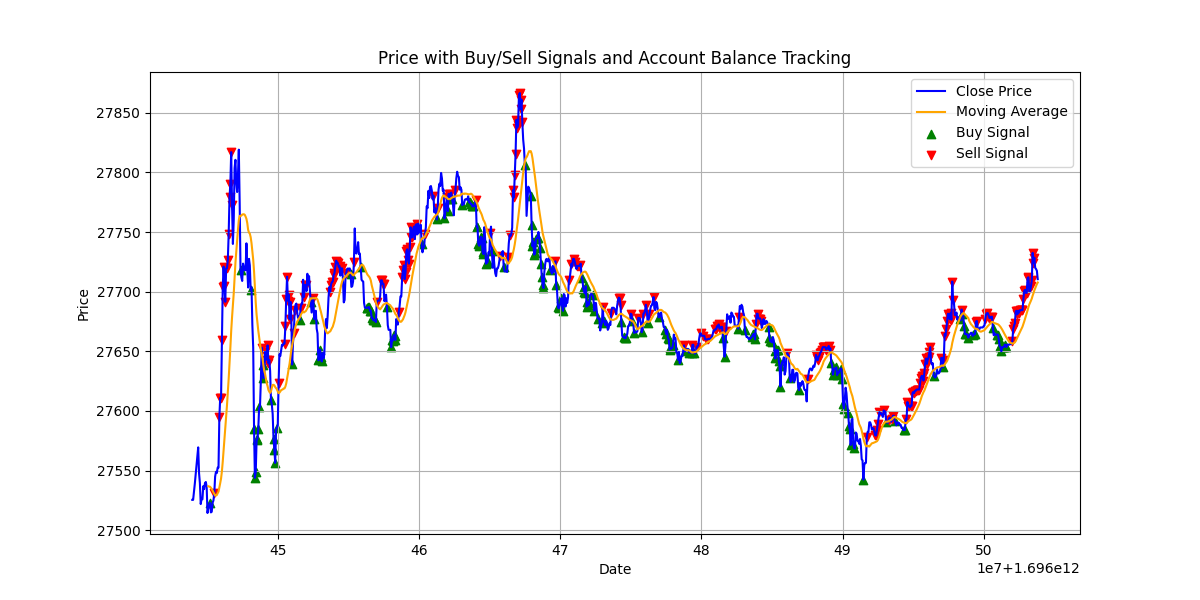 Price with Buy/Sell Signals and Account Balance Tracking
Close Price
Moving Average
Buy Signal
Sell Signal
27850
27800
27750
27700
27650
27600
27550
27500
Price
45 46 47 48 49 50
1e7+1.696e12
Date